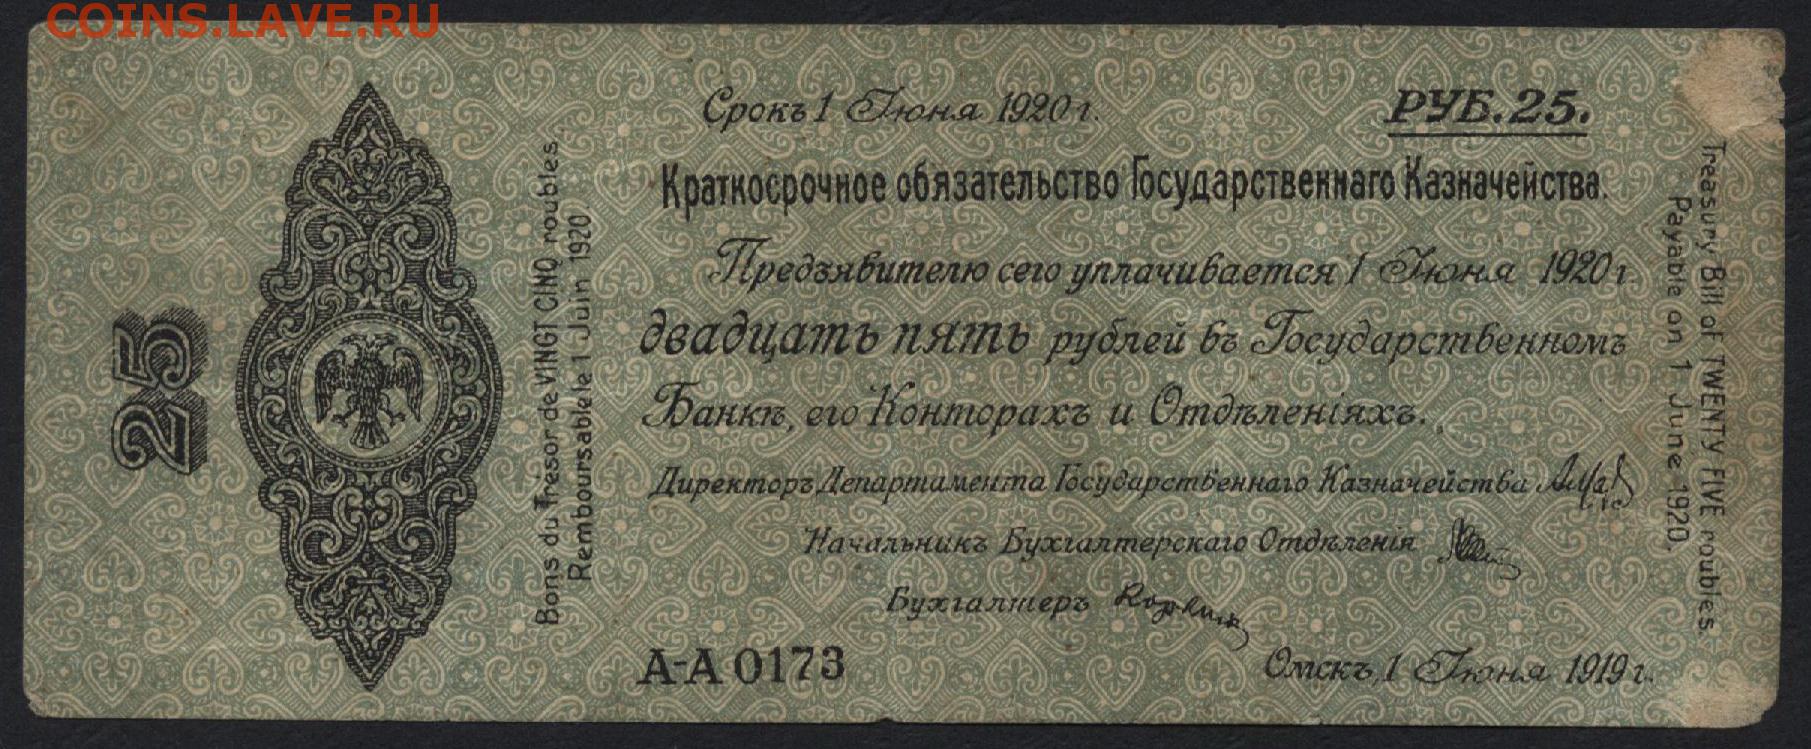 COINS.LAVE.RU
Срокъ 1 Іюня 1920 г.
РУБ. 25.
Краткосрочное обязательство Государственнаго Казначейства.
Предъявителю сего уплачивается 1 Іюня 1920 г.
двадцать пять рублей въ Государственномъ
Банкѣ, его Конторахъ и Отдѣленіяхъ.
Директоръ Департамента Государственнаго Казначейства
Начальникъ Бухгалтерскаго Отдѣленія
Бухгалтеръ
А-А 0173
Омскъ, 1 Іюня 1919 г.
25
Bons du Trésor de VINGT CINQ roubles.
Remboursable le 1 Juin 1920
Treasury Bill of TWENTY FIVE roubles
Payable on 1 June 1920.